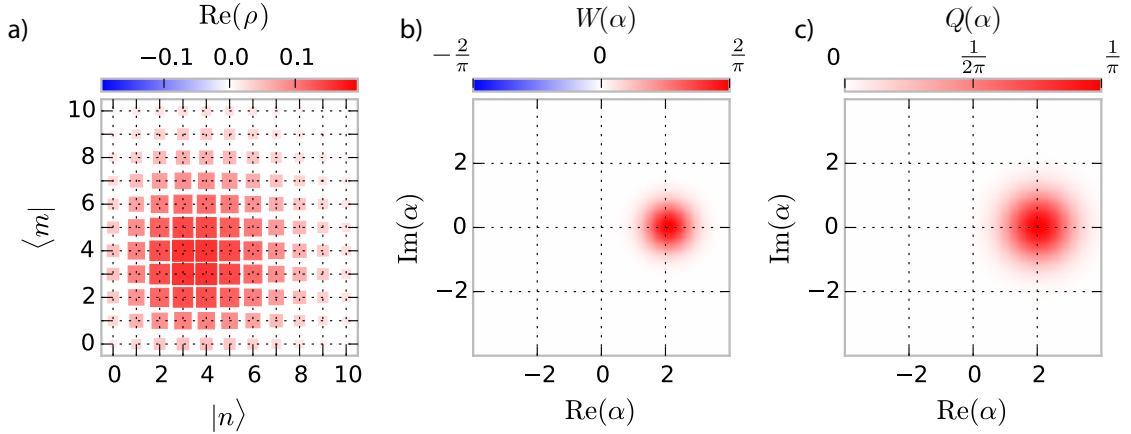 a)
Re(ρ)
−0.1 0.0 0.1
10
8
6
4
2
0
⟨m|
0 2 4 6 8 10
|n⟩
b)
W(α)
−2/π 0 2/π
2
0
−2
Im(α)
−2 0 2
Re(α)
c)
Q(α)
0 1/2π 1/π
2
0
−2
Im(α)
−2 0 2
Re(α)